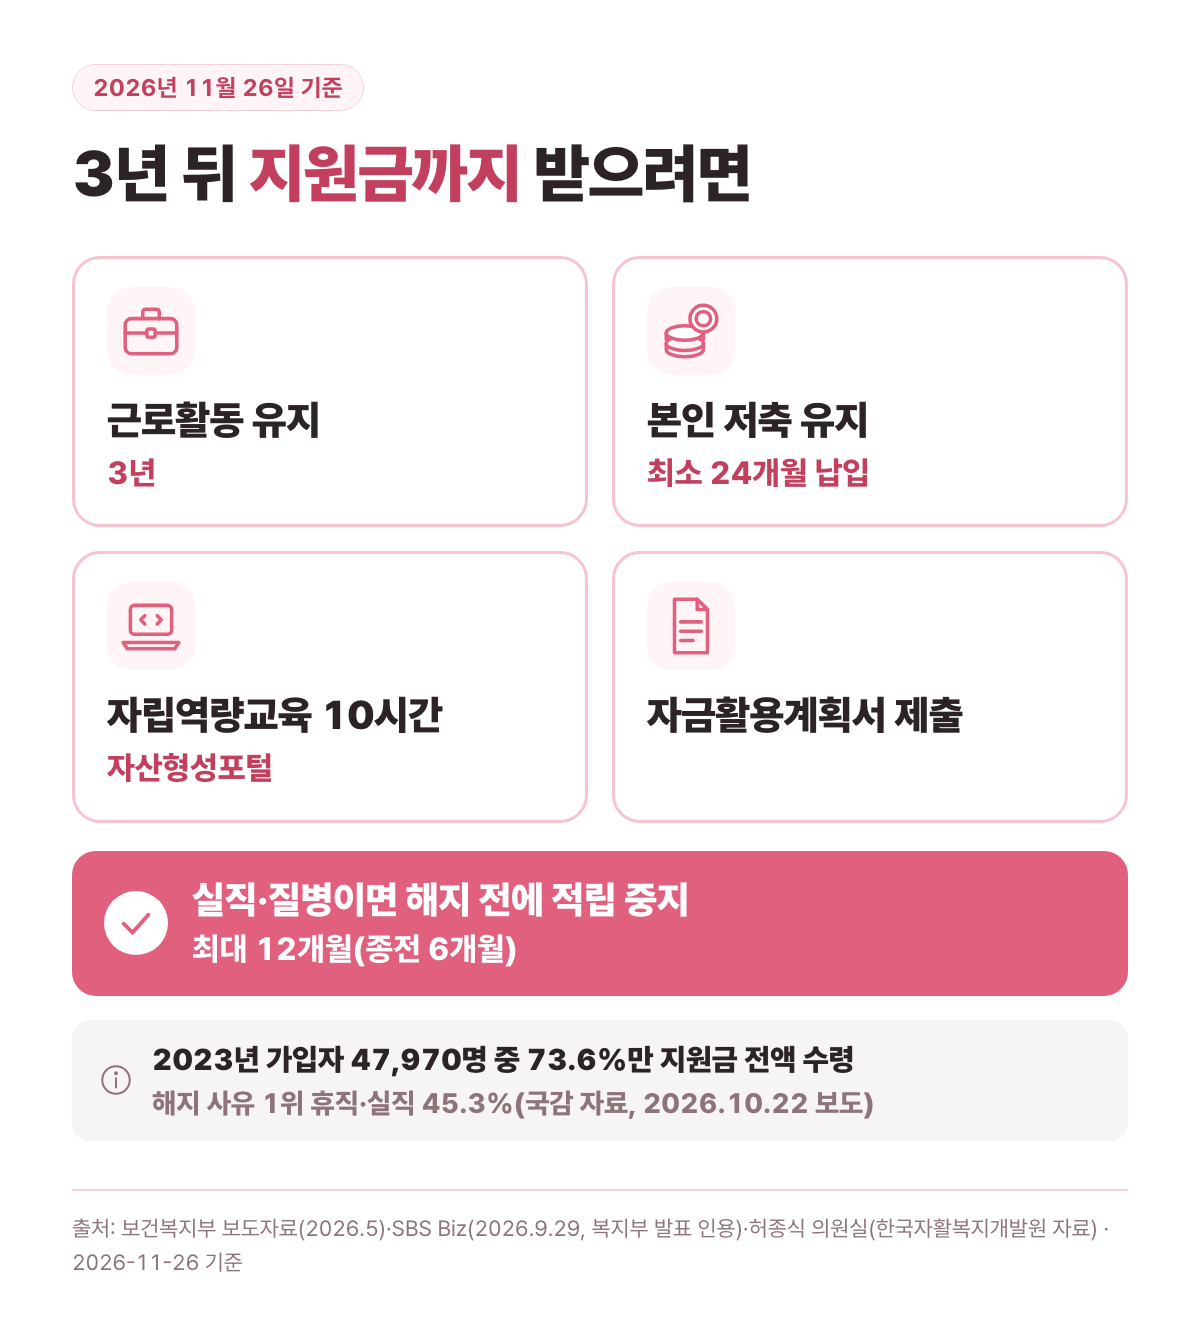 2026년 11월 26일 기준
3년 뒤 지원금까지 받으려면
근로활동 유지
3년
본인 저축 유지
최소 24개월 납입
자립역량교육 10시간
자산형성포털
자금활용계획서 제출
실직·질병이면 해지 전에 적립 중지
최대 12개월(종전 6개월)
2023년 가입자 47,970명 중 73.6%만 지원금 전액 수령
해지 사유 1위 휴직·실직 45.3%(국감 자료, 2026.10.22 보도)
출처: 보건복지부 보도자료(2026.5)·SBS Biz(2026.9.29, 복지부 발표 인용)·허종식 의원실(한국자활복지개발원 자료) ·
2026-11-26 기준